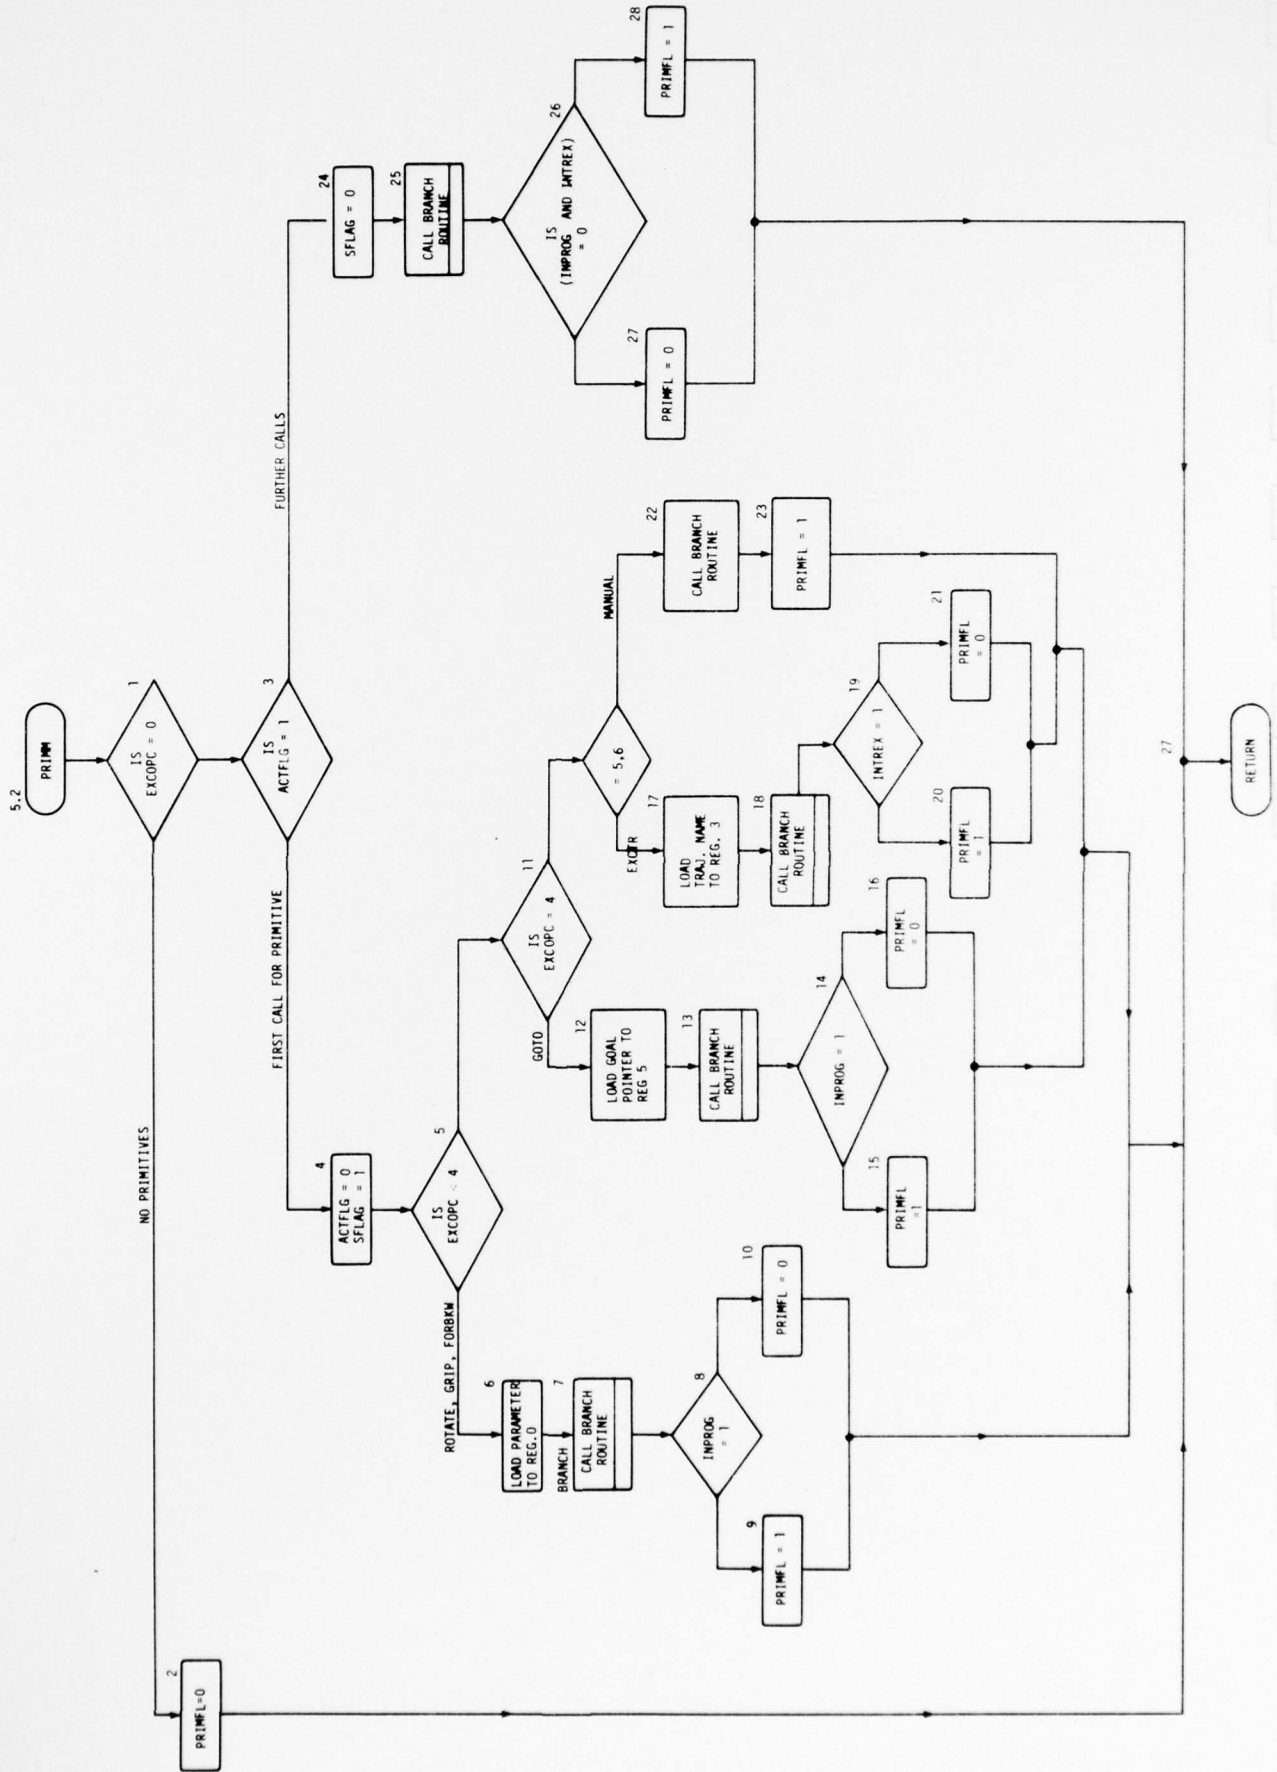 5.2
PRIMM
1
IS
EXCOPC = 0
NO PRIMITIVES
2
PRIMFL=0
3
IS
ACTFLG = 1
FIRST CALL FOR PRIMITIVE
FURTHER CALLS
4
ACTFLG = 0
SFLAG = 1
5
IS
EXCOPC < 4
ROTATE, GRIP, FORBKW
6
LOAD PARAMETER
TO REG.0
BRANCH
7
CALL BRANCH
ROUTINE
8
INPROG
= 1
9
PRIMFL = 1
10
PRIMFL = 0
11
IS
EXCOPC = 4
GOTO
12
LOAD GOAL
POINTER TO
REG 5
13
CALL BRANCH
ROUTINE
14
INPROG = 1
15
PRIMFL
=1
16
PRIMFL
= 0
= 5,6
EXCTR
MANUAL
17
LOAD
TRAJ. NAME
TO REG. 3
18
CALL BRANCH
ROUTINE
19
INTREX = 1
20
PRIMFL
= 1
21
PRIMFL
= 0
22
CALL BRANCH
ROUTINE
23
PRIMFL = 1
24
SFLAG = 0
25
CALL BRANCH
ROUTINE
26
IS
(INPROG AND INTREX)
= 0
27
PRIMFL = 0
28
PRIMFL = 1
27
RETURN